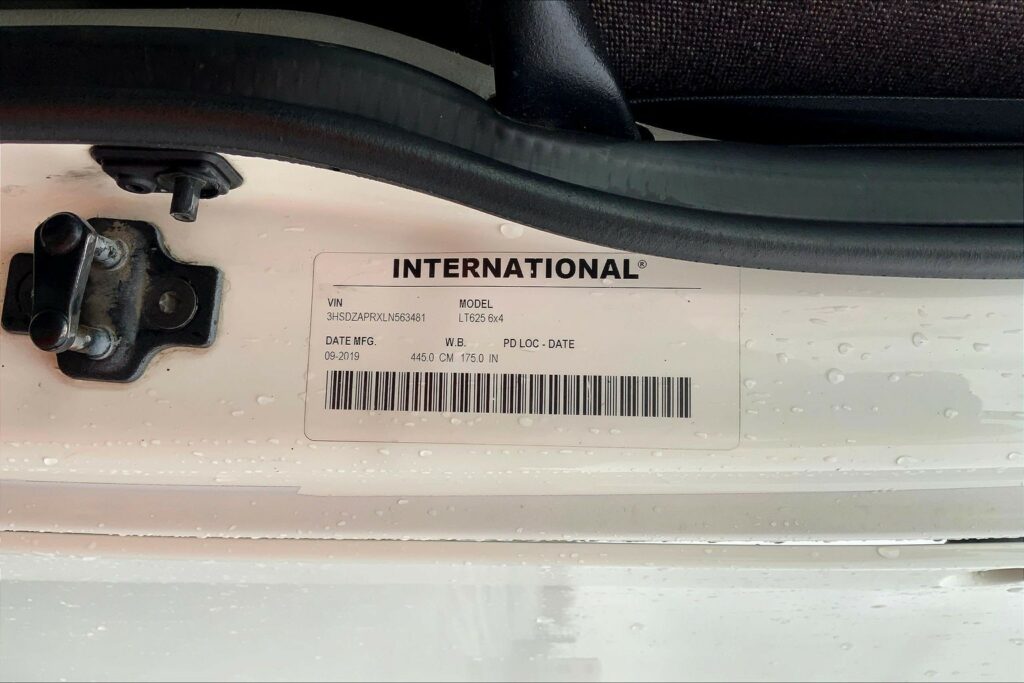 INTERNATIONAL®
VIN MODEL
3HSDZAPRXLN563481 LT625 6x4
DATE MFG. W.B. PD LOC - DATE
09-2019 445.0 CM 175.0 IN